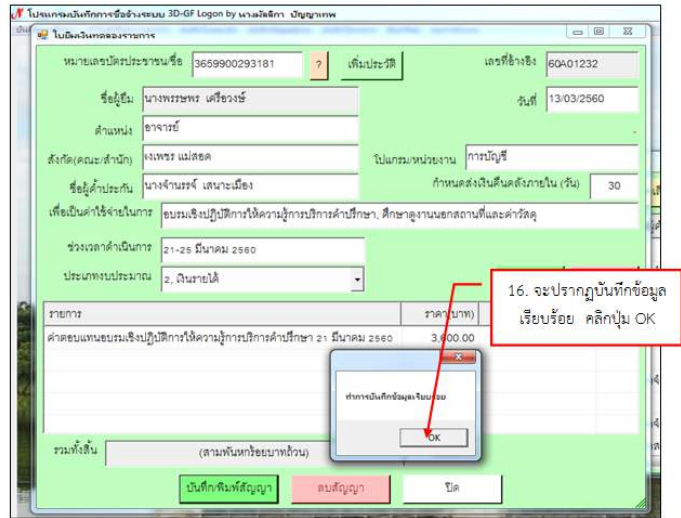 โปรแกรมบันทึกการซื้อจ้างระบบ 3D-GF Logon by นางมัลลิกา ปัญญาเทพ
ใบยืมเงินทดรองราชการ
หมายเลขบัตรประชาชน/ชื่อ 3659900293181 ? เพิ่มประวัติ เลขที่อ้างอิง 60A01232
ชื่อผู้ยืม นางพรรษพร เครือวงษ์ วันที่ 13/03/2560
ตำแหน่ง อาจารย์
สังกัด(คณะ/สำนัก) เพชร แม่สอด โปรแกรม/หน่วยงาน การบัญชี
ชื่อผู้ค้ำประกัน นางจำนรรจ์ เสนาะเมือง กำหนดส่งเงินคืนคลังภายใน (วัน) 30
เพื่อเป็นค่าใช้จ่ายในการ อบรมเชิงปฏิบัติการให้ความรู้การบริการคำปรึกษา, ศึกษาดูงานนอกสถานที่และค่าวัสดุ
ช่วงเวลาดำเนินการ 21-25 มีนาคม 2560
ประเภทงบประมาณ 2, เงินรายได้
16. จะปรากฏบันทึกข้อมูล
เรียบร้อย คลิกปุ่ม OK
รายการ ราคา(บาท)
ค่าตอบแทนอบรมเชิงปฏิบัติการให้ความรู้การบริการคำปรึกษา 21 มีนาคม 2560 3,600.00
ทำการบันทึกข้อมูลเรียบร้อย
OK
รวมทั้งสิ้น (สามพันหกร้อยบาทถ้วน)
บันทึก/พิมพ์สัญญา ลบสัญญา ปิด